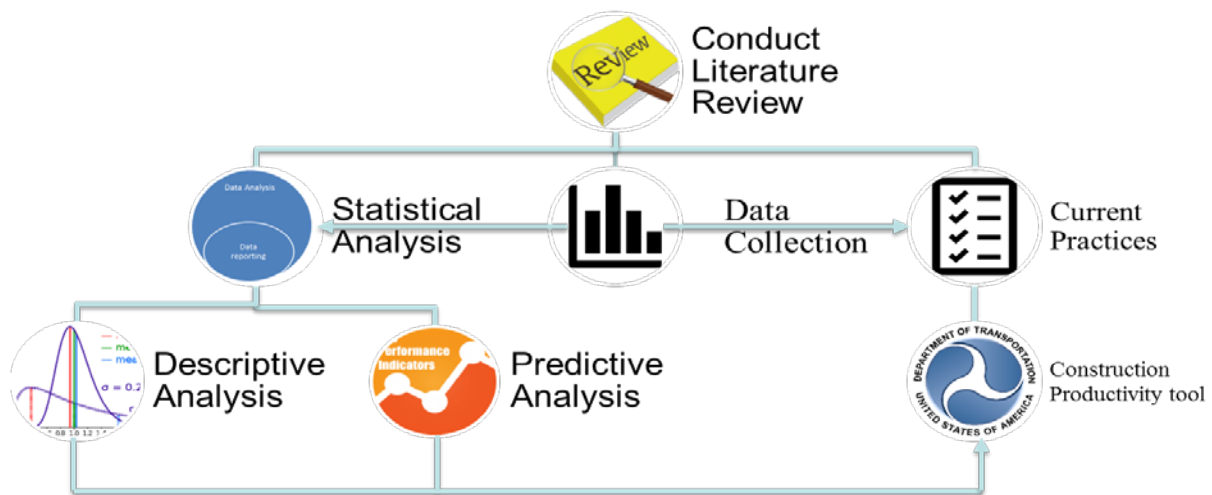 Review
Conduct
Literature
Review
Data Analysis
Data
reporting
Statistical
Analysis
Data
Collection
Current
Practices
Descriptive
Analysis
Performance
Indicators
Predictive
Analysis
DEPARTMENT OF TRANSPORTATION
UNITED STATES OF AMERICA
Construction
Productivity tool